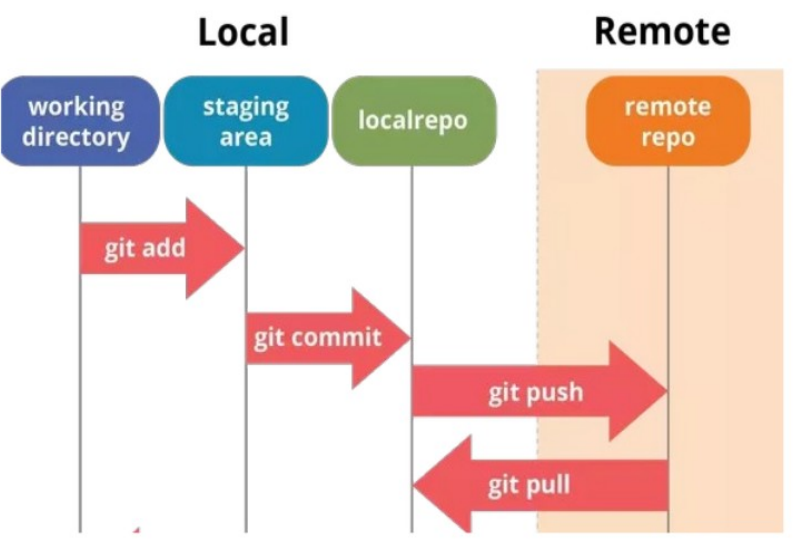 Local
Remote
working
directory
staging
area
localrepo
remote
repo
git add
git commit
git push
git pull